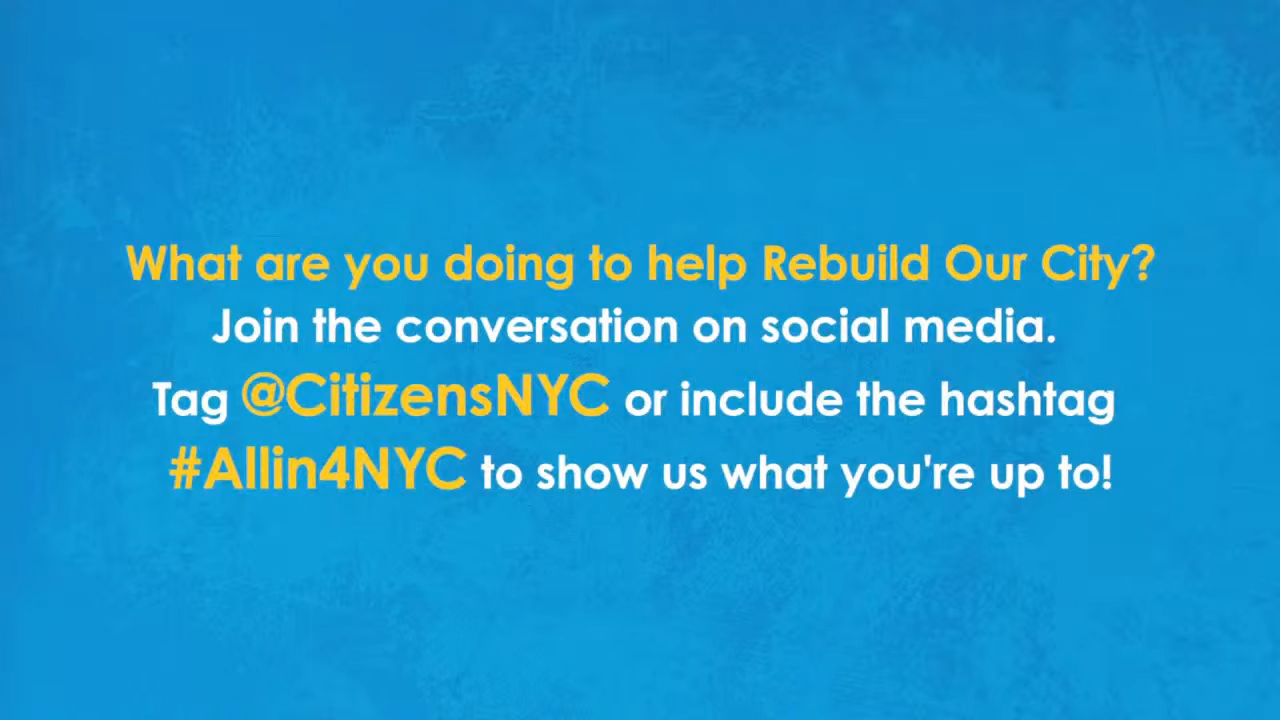 What are you doing to help Rebuild Our City?
Join the conversation on social media.
Tag @CitizensNYC or include the hashtag
#Allin4NYC to show us what you're up to!